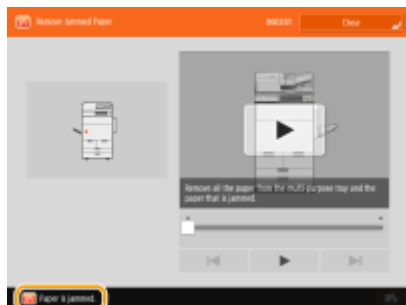 Remove Jammed Paper
Close
Remove all the paper from the multi-purpose tray and the
paper that is jammed.
Paper is jammed.